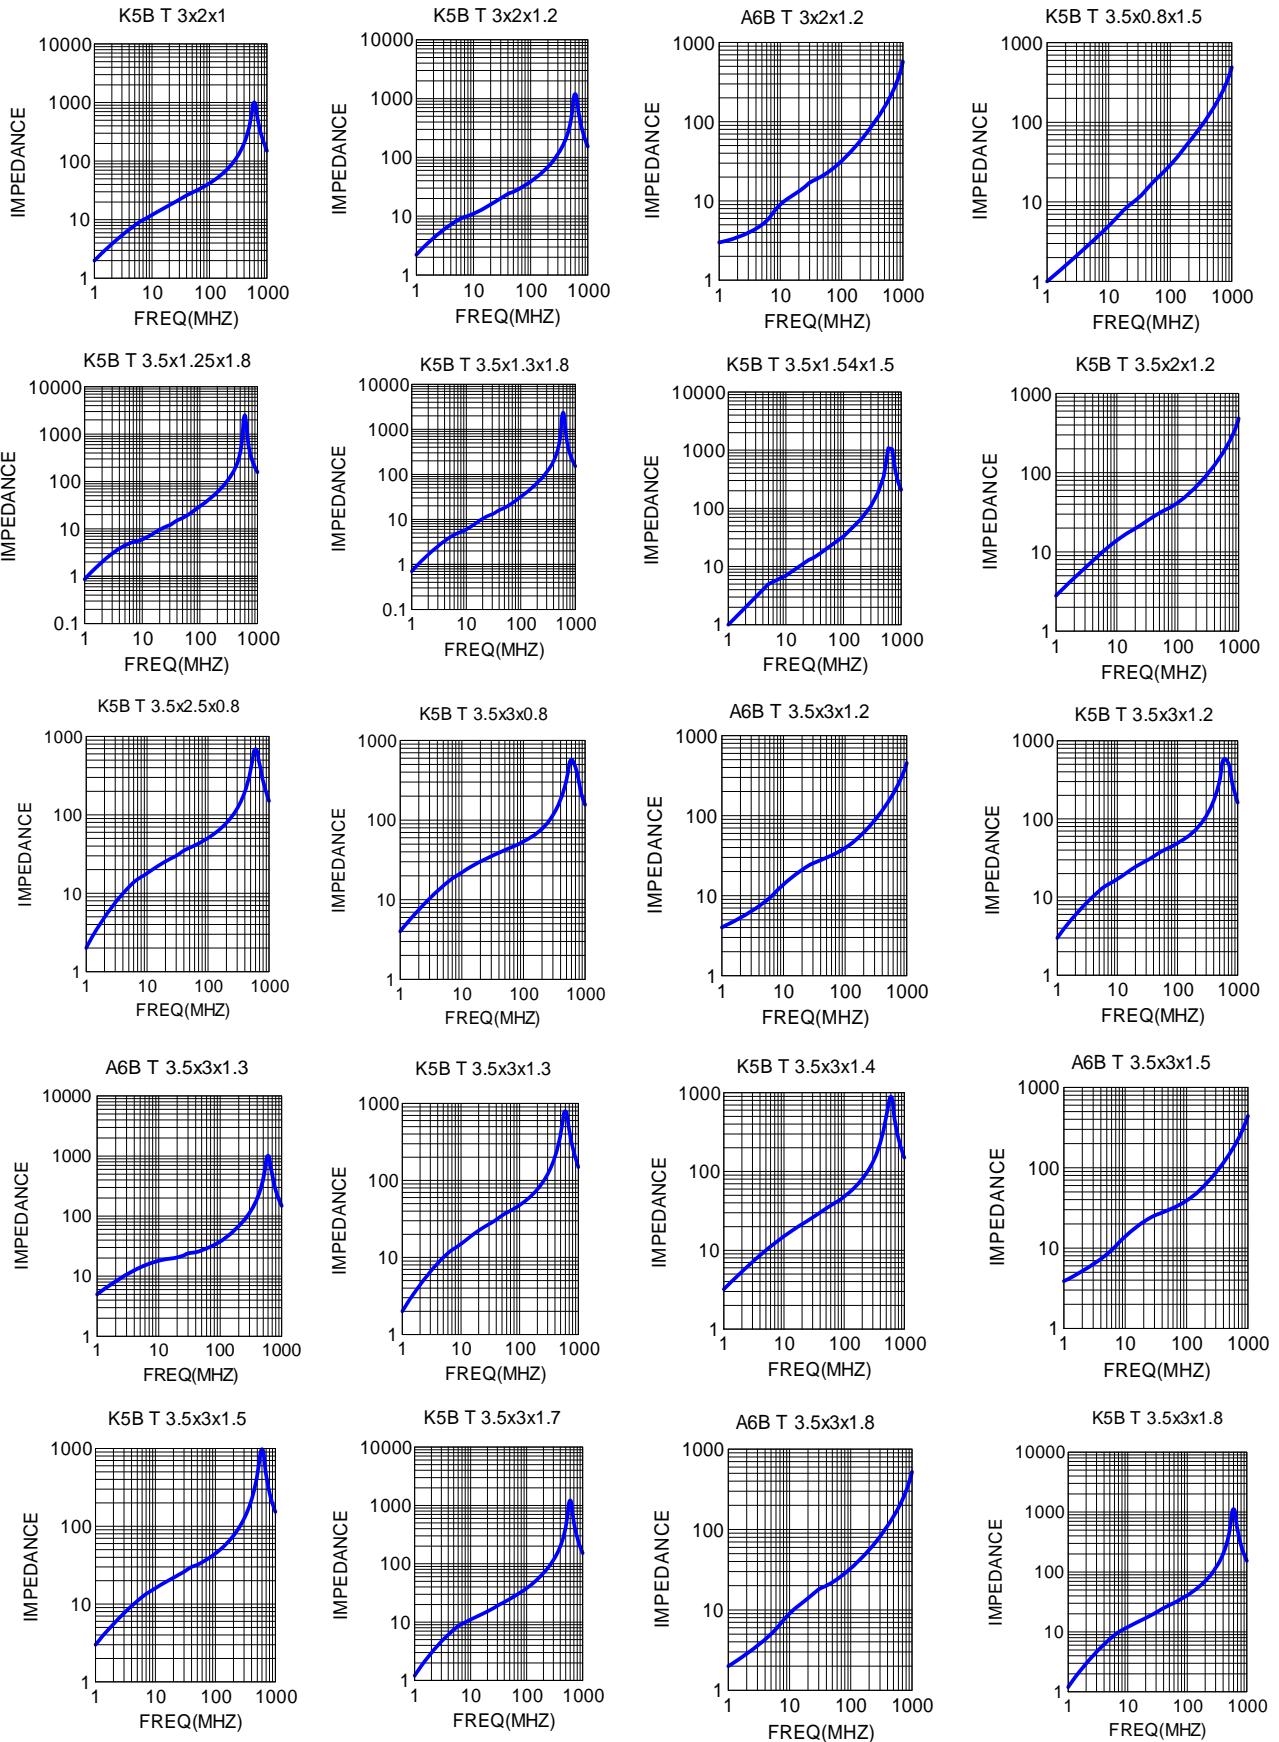 K5B T 3x2x1
10000
1000
100
10
1
IMPEDANCE
1 10 100 1000
FREQ(MHZ)
K5B T 3x2x1.2
10000
1000
100
10
1
IMPEDANCE
1 10 100 1000
FREQ(MHZ)
A6B T 3x2x1.2
1000
100
10
1
IMPEDANCE
1 10 100 1000
FREQ(MHZ)
K5B T 3.5x0.8x1.5
1000
100
10
1
IMPEDANCE
1 10 100 1000
FREQ(MHZ)
K5B T 3.5x1.25x1.8
10000
1000
100
10
1
0.1
IMPEDANCE
1 10 100 1000
FREQ(MHZ)
K5B T 3.5x1.3x1.8
10000
1000
100
10
1
0.1
IMPEDANCE
1 10 100 1000
FREQ(MHZ)
K5B T 3.5x1.54x1.5
10000
1000
100
10
1
IMPEDANCE
1 10 100 1000
FREQ(MHZ)
K5B T 3.5x2x1.2
1000
100
10
1
IMPEDANCE
1 10 100 1000
FREQ(MHZ)
K5B T 3.5x2.5x0.8
1000
100
10
1
IMPEDANCE
1 10 100 1000
FREQ(MHZ)
K5B T 3.5x3x0.8
1000
100
10
1
IMPEDANCE
1 10 100 1000
FREQ(MHZ)
A6B T 3.5x3x1.2
1000
100
10
1
IMPEDANCE
1 10 100 1000
FREQ(MHZ)
K5B T 3.5x3x1.2
1000
100
10
1
IMPEDANCE
1 10 100 1000
FREQ(MHZ)
A6B T 3.5x3x1.3
10000
1000
100
10
1
IMPEDANCE
1 10 100 1000
FREQ(MHZ)
K5B T 3.5x3x1.3
1000
100
10
1
IMPEDANCE
1 10 100 1000
FREQ(MHZ)
K5B T 3.5x3x1.4
1000
100
10
1
IMPEDANCE
1 10 100 1000
FREQ(MHZ)
A6B T 3.5x3x1.5
1000
100
10
1
IMPEDANCE
1 10 100 1000
FREQ(MHZ)
K5B T 3.5x3x1.5
1000
100
10
1
IMPEDANCE
1 10 100 1000
FREQ(MHZ)
K5B T 3.5x3x1.7
10000
1000
100
10
1
IMPEDANCE
1 10 100 1000
FREQ(MHZ)
A6B T 3.5x3x1.8
1000
100
10
1
IMPEDANCE
1 10 100 1000
FREQ(MHZ)
K5B T 3.5x3x1.8
10000
1000
100
10
1
IMPEDANCE
1 10 100 1000
FREQ(MHZ)